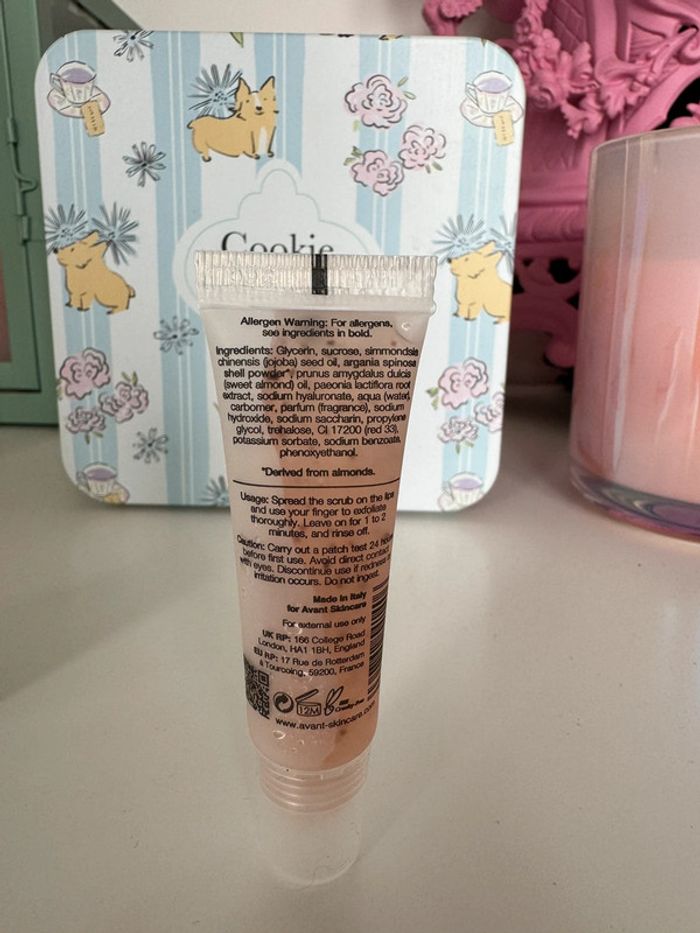 Cookie
Allergen Warning: For allergens,
see ingredients in bold.
Ingredients: Glycerin, sucrose, simmondsia
chinensis (jojoba) seed oil, argania spinosa
shell powder*, prunus amygdalus dulcis
(sweet almond) oil, paeonia lactiflora root
extract, sodium hyaluronate, aqua (water)
carbomer, parfum (fragrance), sodium
hydroxide, sodium saccharin, propylene
glycol, trehalose, CI 17200 (red 33),
potassium sorbate, sodium benzoate,
phenoxyethanol.
*Derived from almonds.
Usage: Spread the scrub on the lips
and use your finger to exfoliate
thoroughly. Leave on for 1 to 2
minutes, and rinse off.
Caution: Carry out a patch test 24 hours
before first use. Avoid direct contact
with eyes. Discontinue use if redness or
irritation occurs. Do not ingest.
Made in Italy
for Avant Skincare
For external use only
UK RP: 166 College Road
London, HA1 1BH, England
EU RP: 17 Rue de Rotterdam
à Tourcoing, 59200, France
12M
Cruelty-free
www.avant-skincare.com